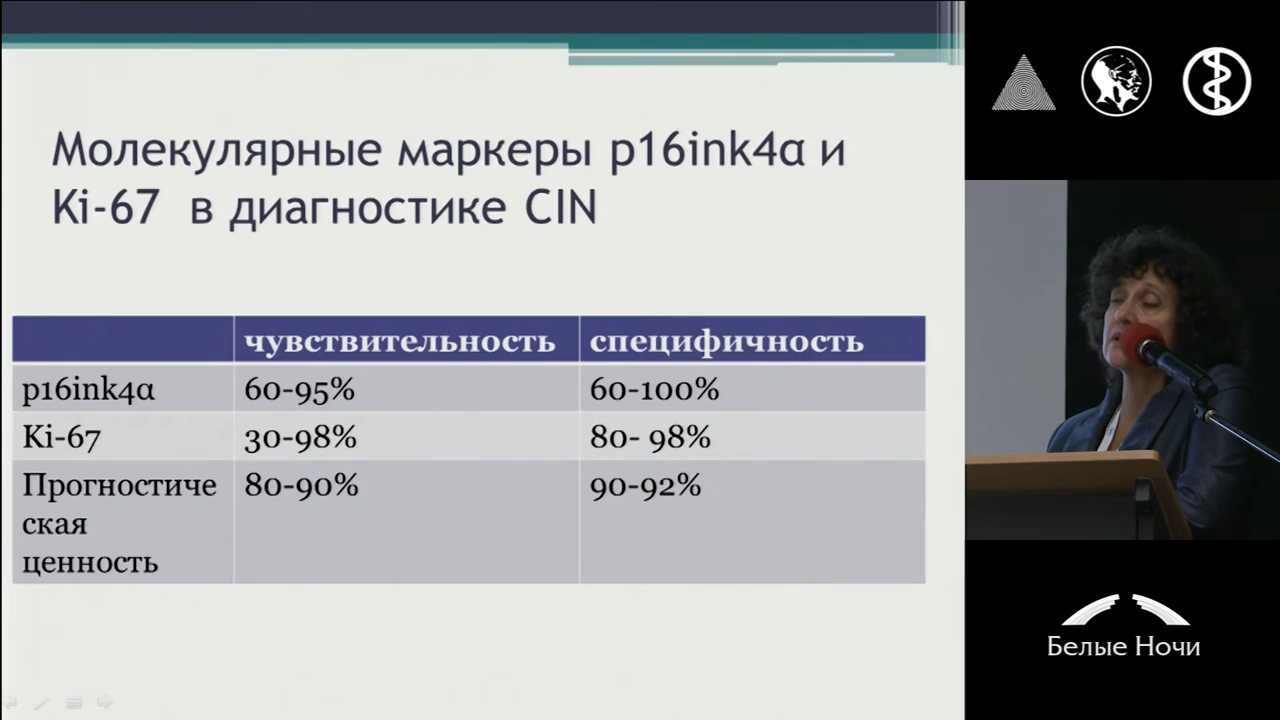 Молекулярные маркеры p16ink4α и
Ki-67 в диагностике CIN
чувствительность специфичность
p16ink4α 60-95% 60-100%
Ki-67 30-98% 80- 98%
Прогностиче 80-90% 90-92%
ская
ценность
Белые Ночи